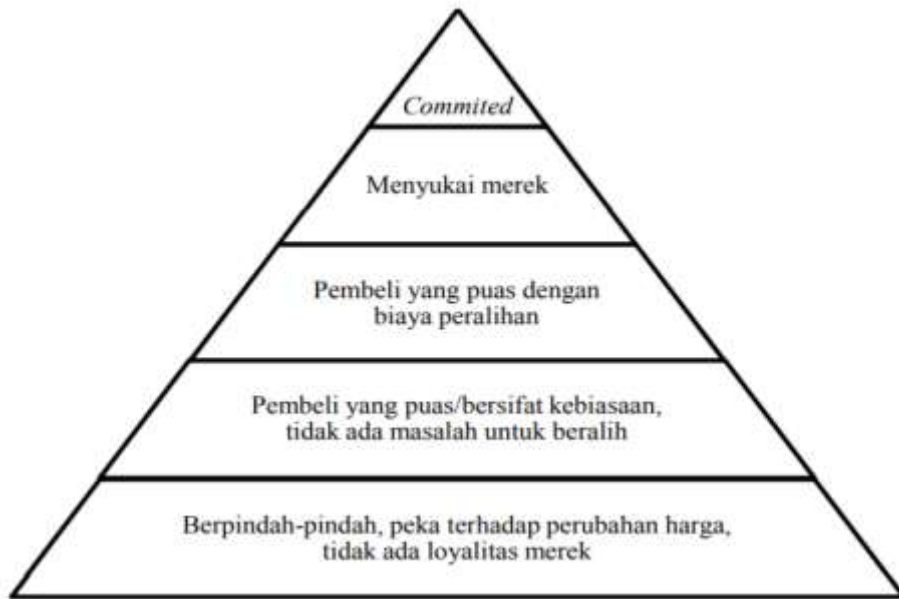 Commited
Menyukai merek
Pembeli yang puas dengan
biaya peralihan
Pembeli yang puas/bersifat kebiasaan,
tidak ada masalah untuk beralih
Berpindah-pindah, peka terhadap perubahan harga,
tidak ada loyalitas merek